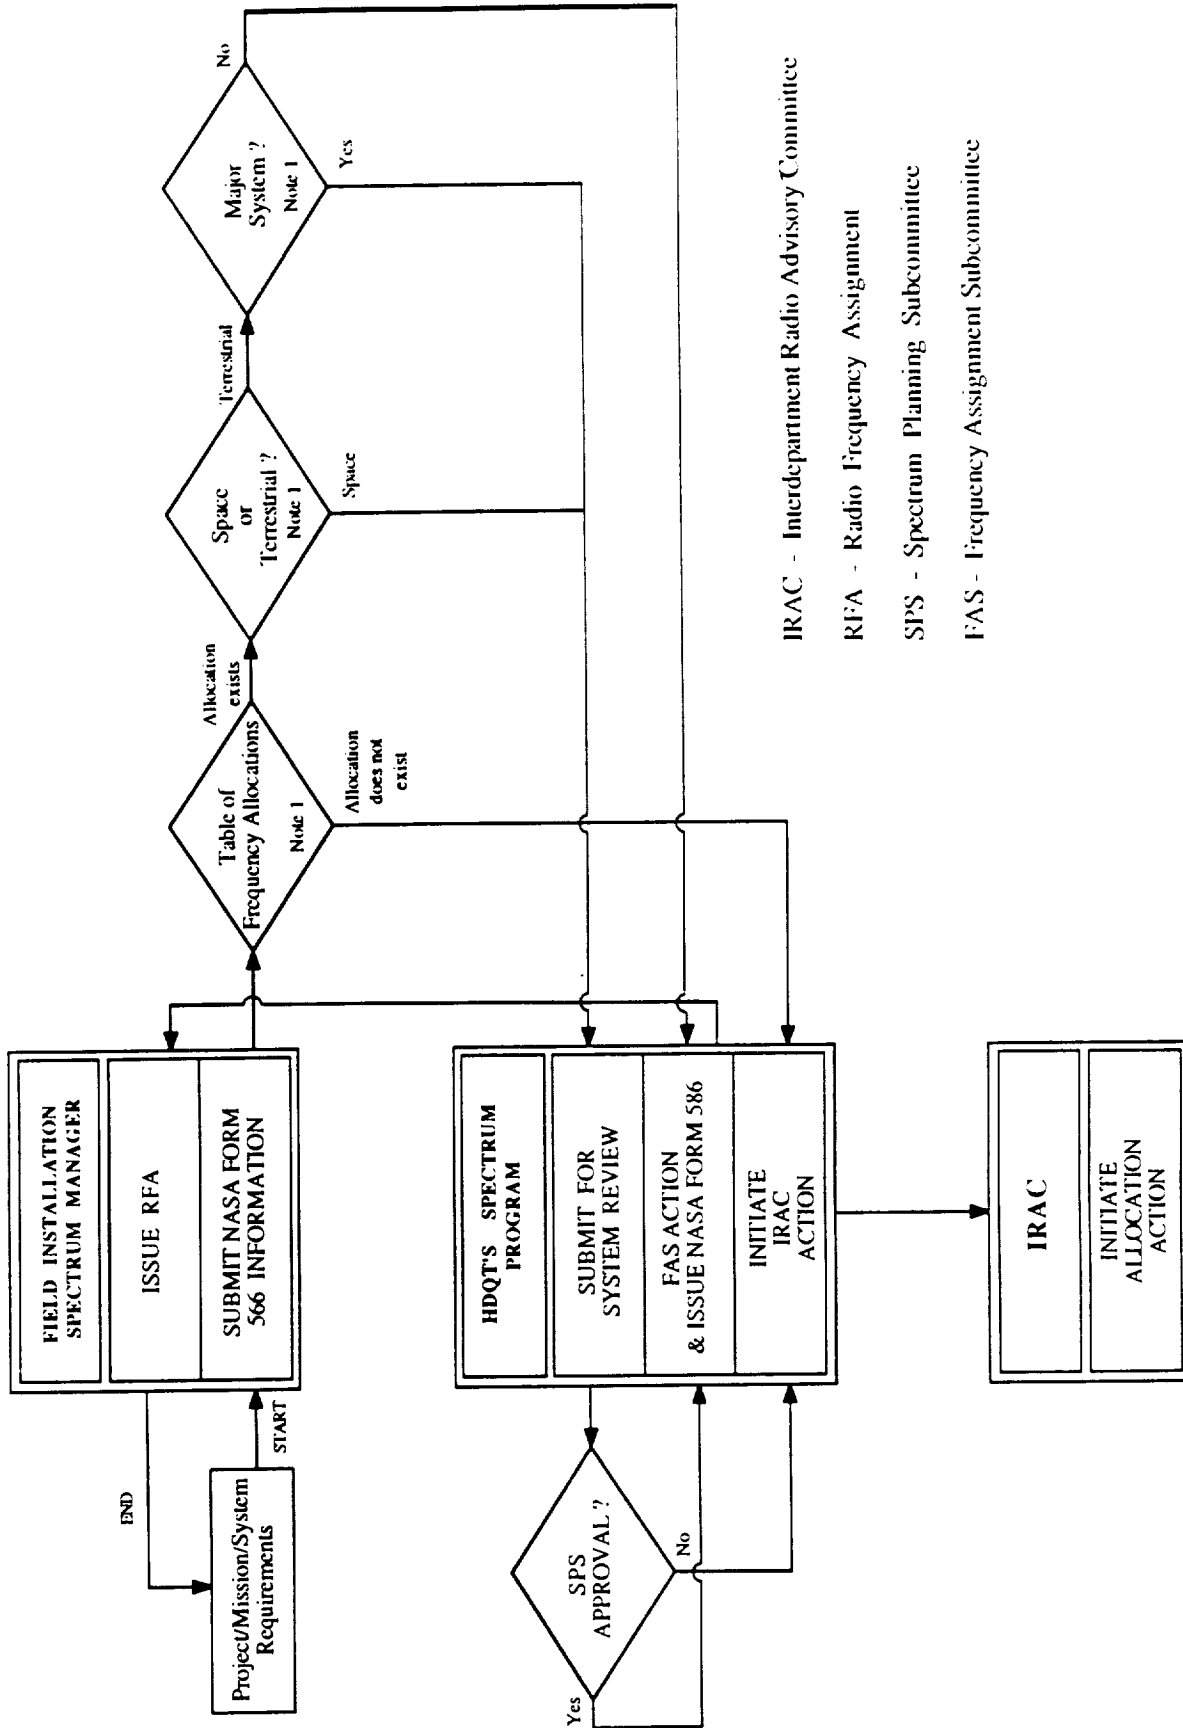 END
START
Project/Mission/System
Requirements
FIELD INSTALLATION
SPECTRUM MANAGER
ISSUE RFA
SUBMIT NASA FORM
566 INFORMATION
Table of
Frequency Allocations
Note 1
Allocation
exists
Allocation
does not
exist
Space
or
Terrestrial ?
Note 1
Terrestrial
Space
Major
System ?
Note 1
No
Yes
SPS
APPROVAL ?
Yes
No
HDQT'S SPECTRUM
PROGRAM
SUBMIT FOR
SYSTEM REVIEW
FAS ACTION
& ISSUE NASA FORM 586
INITIATE
IRAC
ACTION
IRAC
INITIATE
ALLOCATION
ACTION
IRAC - Interdepartment Radio Advisory Committee
RFA - Radio Frequency Assignment
SPS - Spectrum Planning Subcommittee
FAS - Frequency Assignment Subcommittee